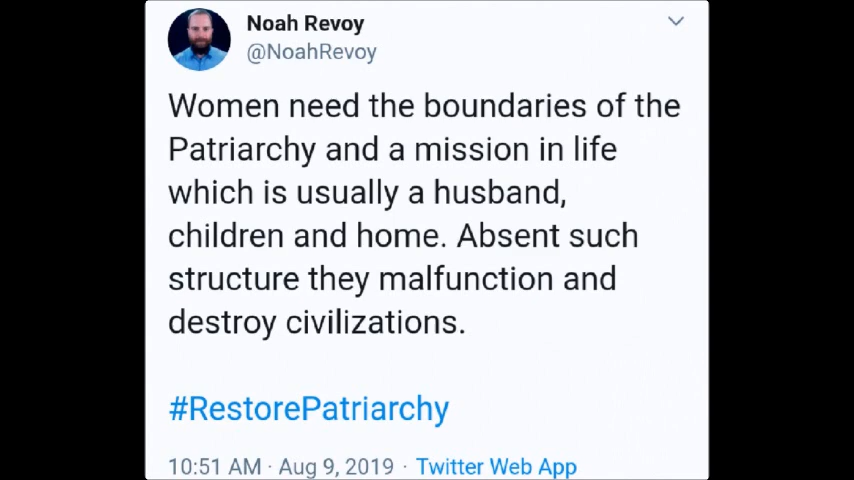 Noah Revoy
@NoahRevoy
Women need the boundaries of the
Patriarchy and a mission in life
which is usually a husband,
children and home. Absent such
structure they malfunction and
destroy civilizations.
#RestorePatriarchy
10:51 AM · Aug 9, 2019 · Twitter Web App